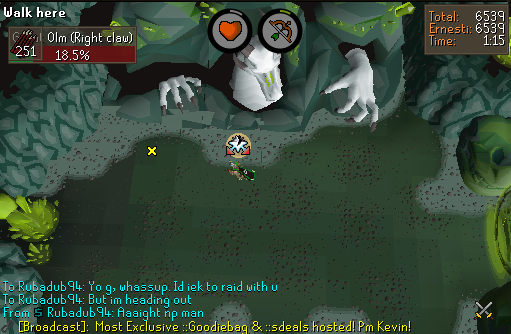 Walk here
Olm (Right claw)
251
18.5%
Total: 6539
Ernesti: 6539
Time: 1:15
To Rubadub94: Yo g, whassup. Id iek to raid with u
To Rubadub94: But im heading out
From S Rubadub94: Aaaight np man
[Broadcast]: Most Exclusive ::Goodiebag & ::sdeals hosted! Pm Kevin!